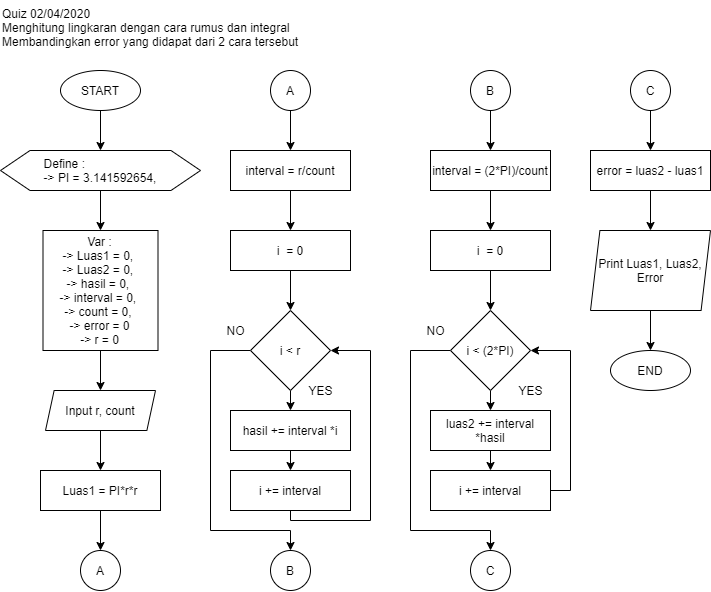 Quiz 02/04/2020
Menghitung lingkaran dengan cara rumus dan integral
Membandingkan error yang didapat dari 2 cara tersebut
START
Define :
-> PI = 3.141592654,
Var :
-> Luas1 = 0,
-> Luas2 = 0,
-> hasil = 0,
-> interval = 0,
-> count = 0,
-> error = 0
-> r = 0
Input r, count
Luas1 = PI*r*r
A
A
interval = r/count
i = 0
i < r
NO
YES
hasil += interval *i
i += interval
B
B
interval = (2*PI)/count
i = 0
i < (2*PI)
NO
YES
luas2 += interval
*hasil
i += interval
C
C
error = luas2 - luas1
Print Luas1, Luas2,
Error
END